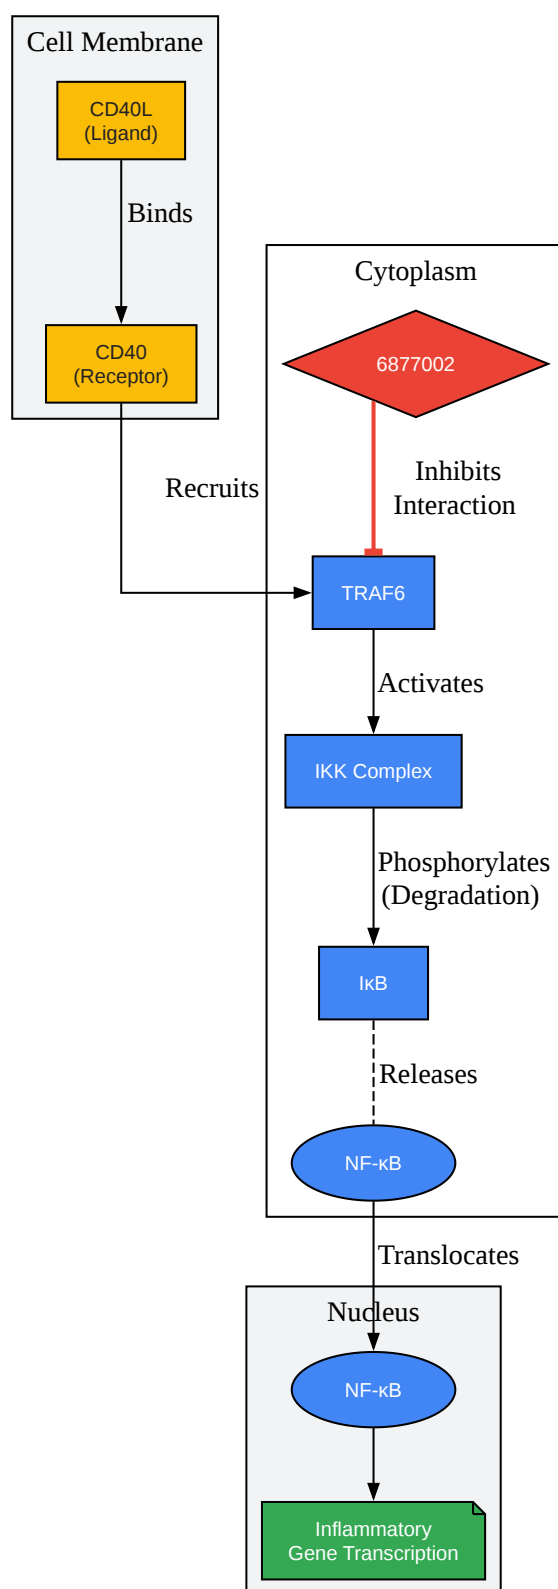 Cell Membrane
CD40L
(Ligand)
Binds
CD40
(Receptor)
Recruits
Cytoplasm
6877002
Inhibits
Interaction
TRAF6
Activates
IKK Complex
Phosphorylates
(Degradation)
IκB
Releases
NF-κB
Translocates
Nucleus
NF-κB
Inflammatory
Gene Transcription